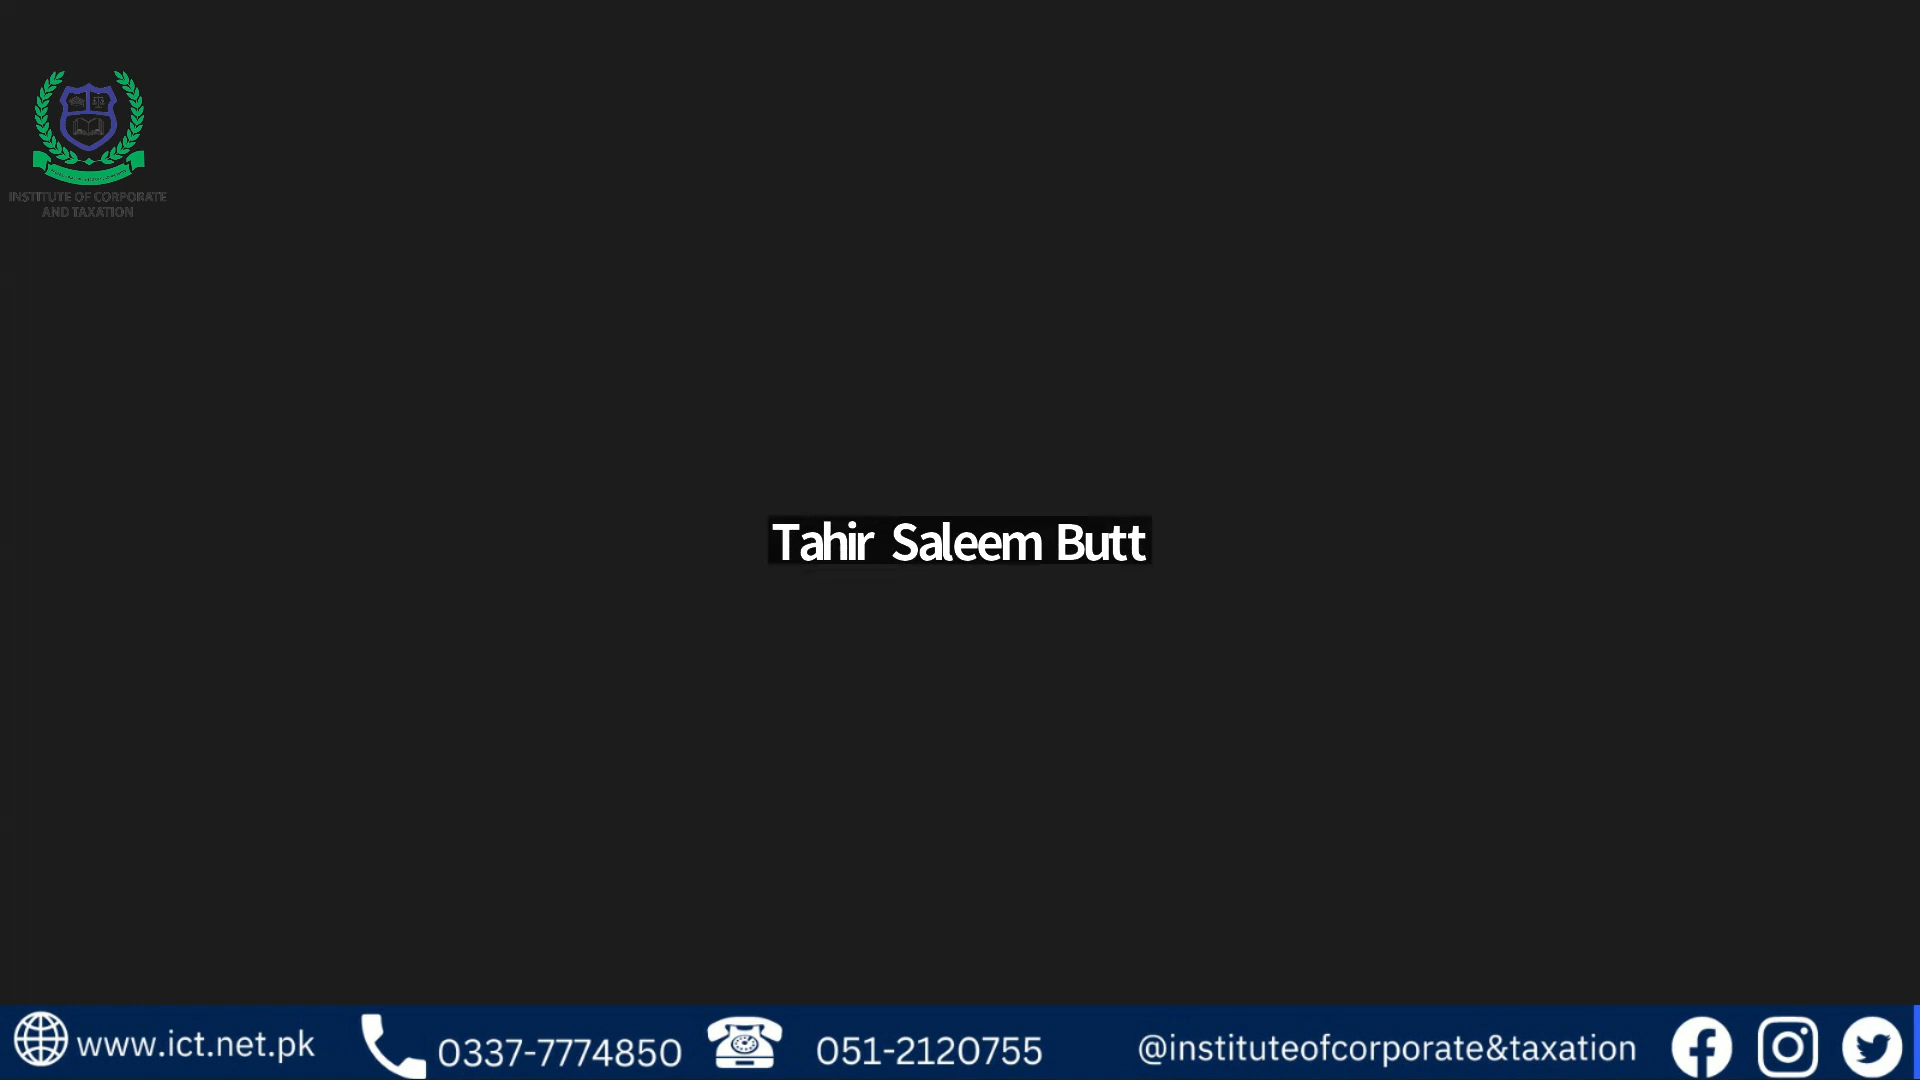 INSTITUTE OF CORPORATE
AND TAXATION
Tahir Saleem Butt
www.ict.net.pk
0337-7774850
051-2120755
@instituteofcorporate&taxation